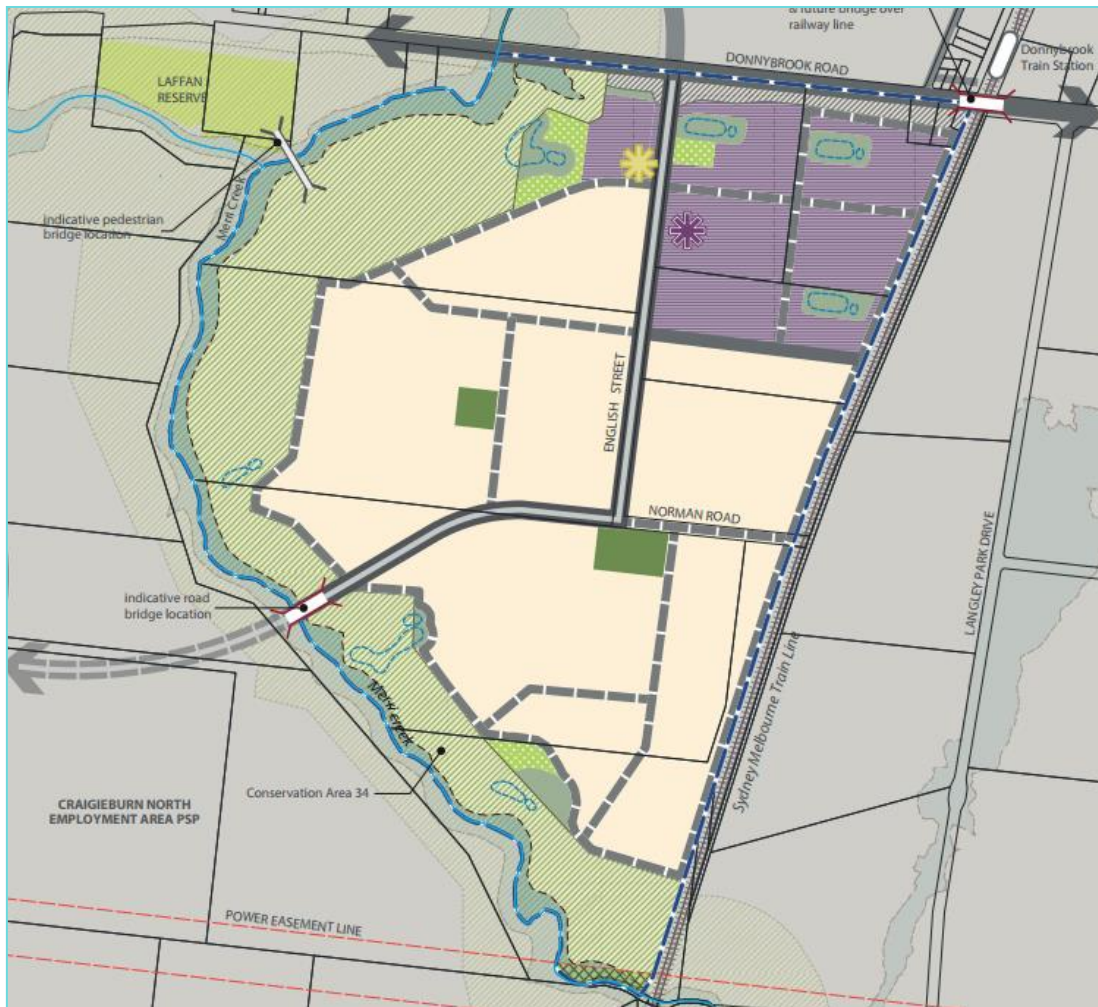 & future bridge over
railway line
DONNYBROOK ROAD
Donnybrook
Train Station
LAFFAN
RESERVE
Merri Creek
indicative pedestrian
bridge location
ENGLISH STREET
NORMAN ROAD
LANGLEY PARK DRIVE
indicative road
bridge location
Sydney Melbourne Train Line
Merri creek
Conservation Area 34
CRAIGIEBURN NORTH
EMPLOYMENT AREA PSP
POWER EASEMENT LINE